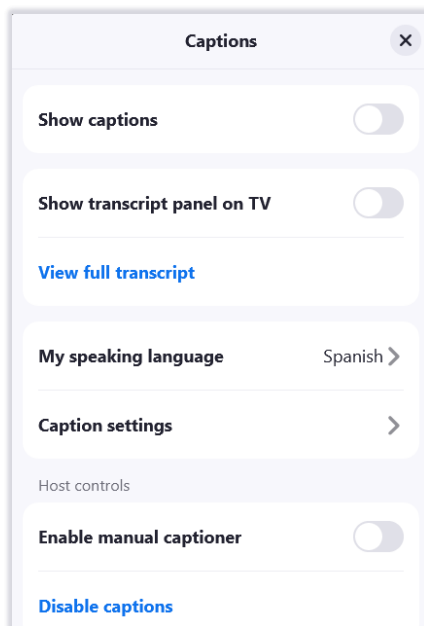 Captions
Show captions
Show transcript panel on TV
View full transcript
My speaking language Spanish
Caption settings
Host controls
Enable manual captioner
Disable captions